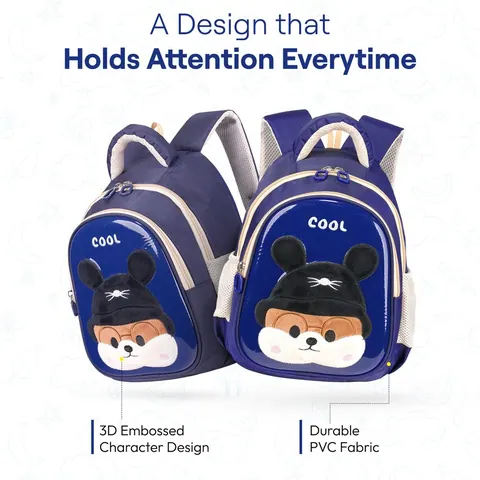 A Design that
Holds Attention Everytime
COOL
COOL
3D Embossed
Character Design
Durable
PVC Fabric